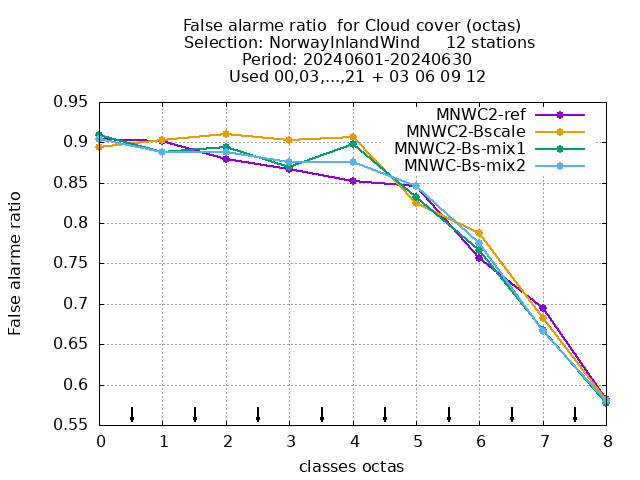 False alarme ratio  for Cloud cover (octas)
Selection: NorwayInlandWind     12 stations
Period: 20240601-20240630
Used 00,03,...,21 + 03 06 09 12
MNWC2-ref
MNWC2-Bscale
MNWC2-Bs-mix1
MNWC-Bs-mix2
False alarme ratio
0.95
0.9
0.85
0.8
0.75
0.7
0.65
0.6
0.55
0 1 2 3 4 5 6 7 8
classes octas